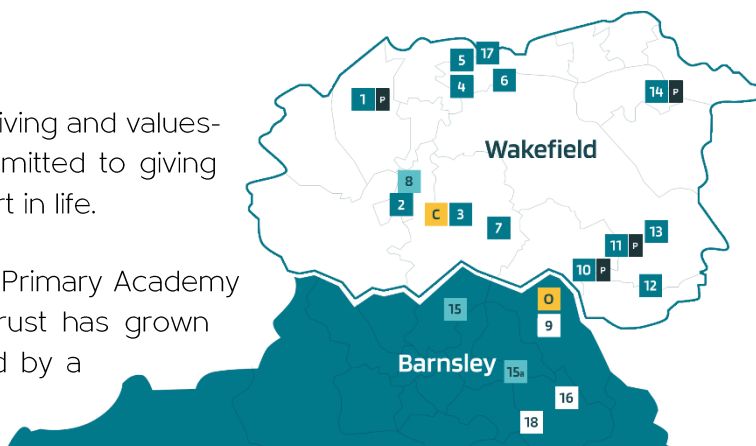 iving and values-
mitted to giving
rt in life.
Primary Academy
rust has grown
d by a
5
17
4
6
1 P
14 P
Wakefield
8
2
C
3
7
13
11 P
10 P
12
O
15
9
Barnsley
15a
16
18